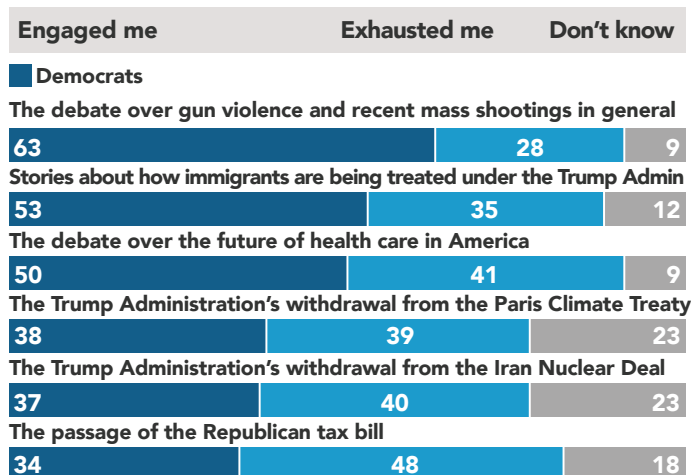 Engaged me Exhausted me Don't know
Democrats
The debate over gun violence and recent mass shootings in general
63 28 9
Stories about how immigrants are being treated under the Trump Admin
53 35 12
The debate over the future of health care in America
50 41 9
The Trump Administration's withdrawal from the Paris Climate Treaty
38 39 23
The Trump Administration's withdrawal from the Iran Nuclear Deal
37 40 23
The passage of the Republican tax bill
34 48 18